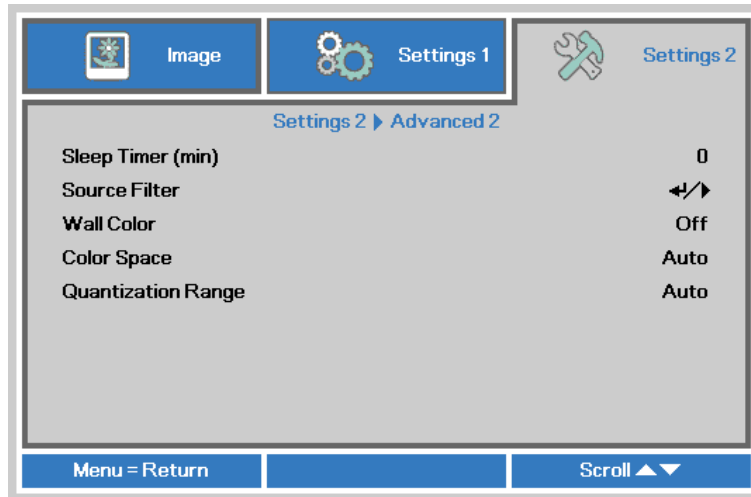 Image
Settings 1
Settings 2
Settings 2 ▶ Advanced 2
Sleep Timer (min) 0
Source Filter ↵/▶
Wall Color Off
Color Space Auto
Quantization Range Auto
Menu = Return
Scroll ▲▼